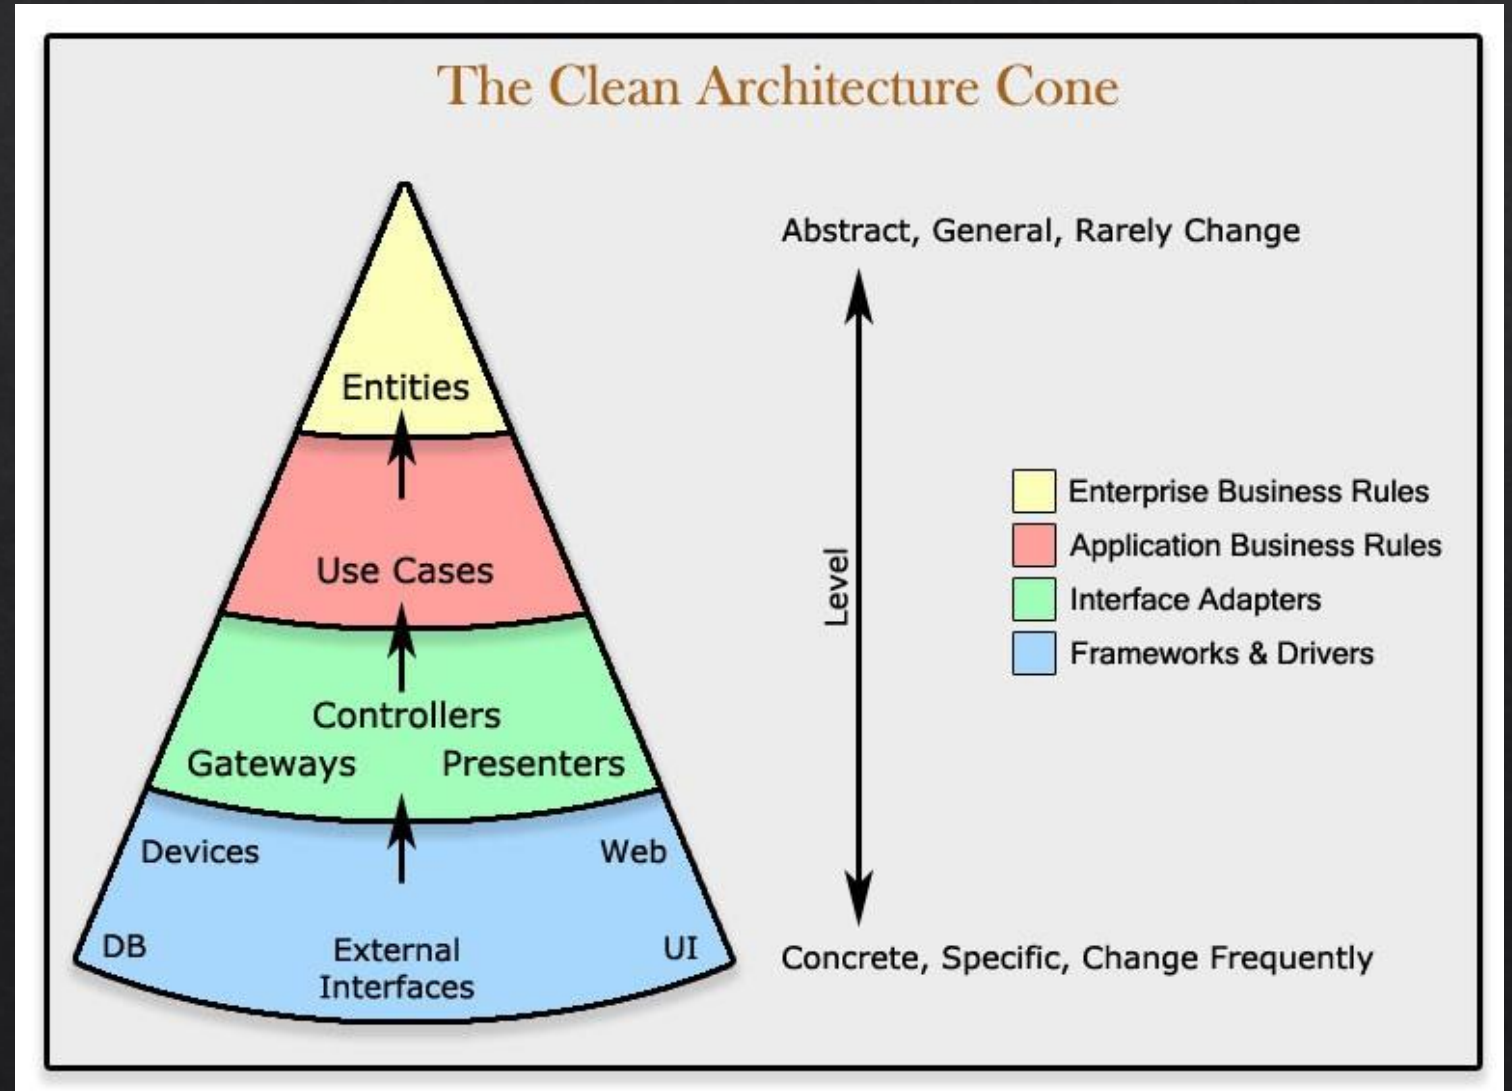 The Clean Architecture Cone
Abstract, General, Rarely Change
Entities
Use Cases
Controllers
Gateways Presenters
Devices Web
DB External UI
Interfaces
Level
Enterprise Business Rules
Application Business Rules
Interface Adapters
Frameworks & Drivers
Concrete, Specific, Change Frequently